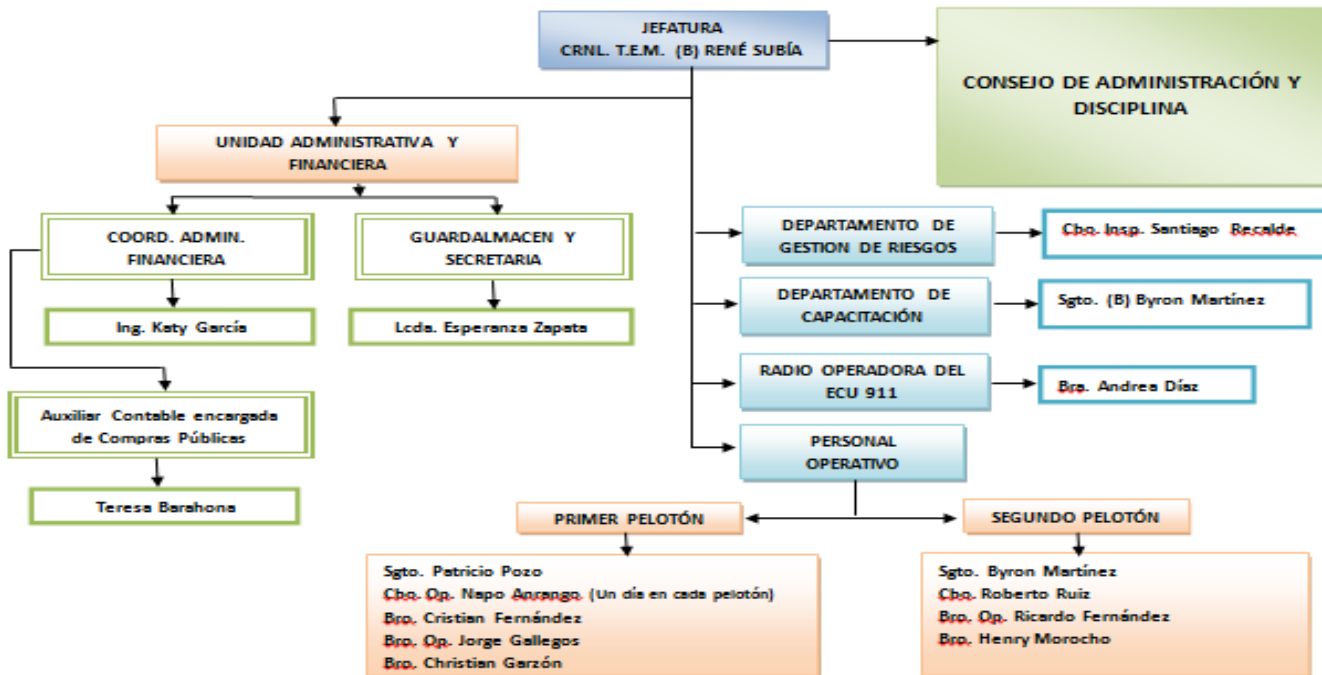 JEFATURA
CRNL. T.E.M. (B) RENÉ SUBÍA
CONSEJO DE ADMINISTRACIÓN Y
DISCIPLINA
UNIDAD ADMINISTRATIVA Y
FINANCIERA
COORD. ADMIN.
FINANCIERA
GUARDALMACEN Y
SECRETARIA
Ing. Katy García
Lcda. Esperanza Zapata
Auxiliar Contable encargada
de Compras Públicas
Teresa Barahona
DEPARTAMENTO DE
GESTION DE RIESGOS
Cbo. Insp. Santiago Recalde
DEPARTAMENTO DE
CAPACITACIÓN
Sgto. (B) Byron Martínez
RADIO OPERADORA DEL
ECU 911
Bra. Andrea Díaz
PERSONAL
OPERATIVO
PRIMER PELOTÓN
Sgto. Patricio Pozo
Cbo. Op. Napo Anrango (Un día en cada pelotón)
Bro. Cristian Fernández
Bro. Op. Jorge Gallegos
Bro. Christian Garzón
SEGUNDO PELOTÓN
Sgto. Byron Martínez
Cbo. Roberto Ruiz
Bro. Op. Ricardo Fernández
Bro. Henry Morocho